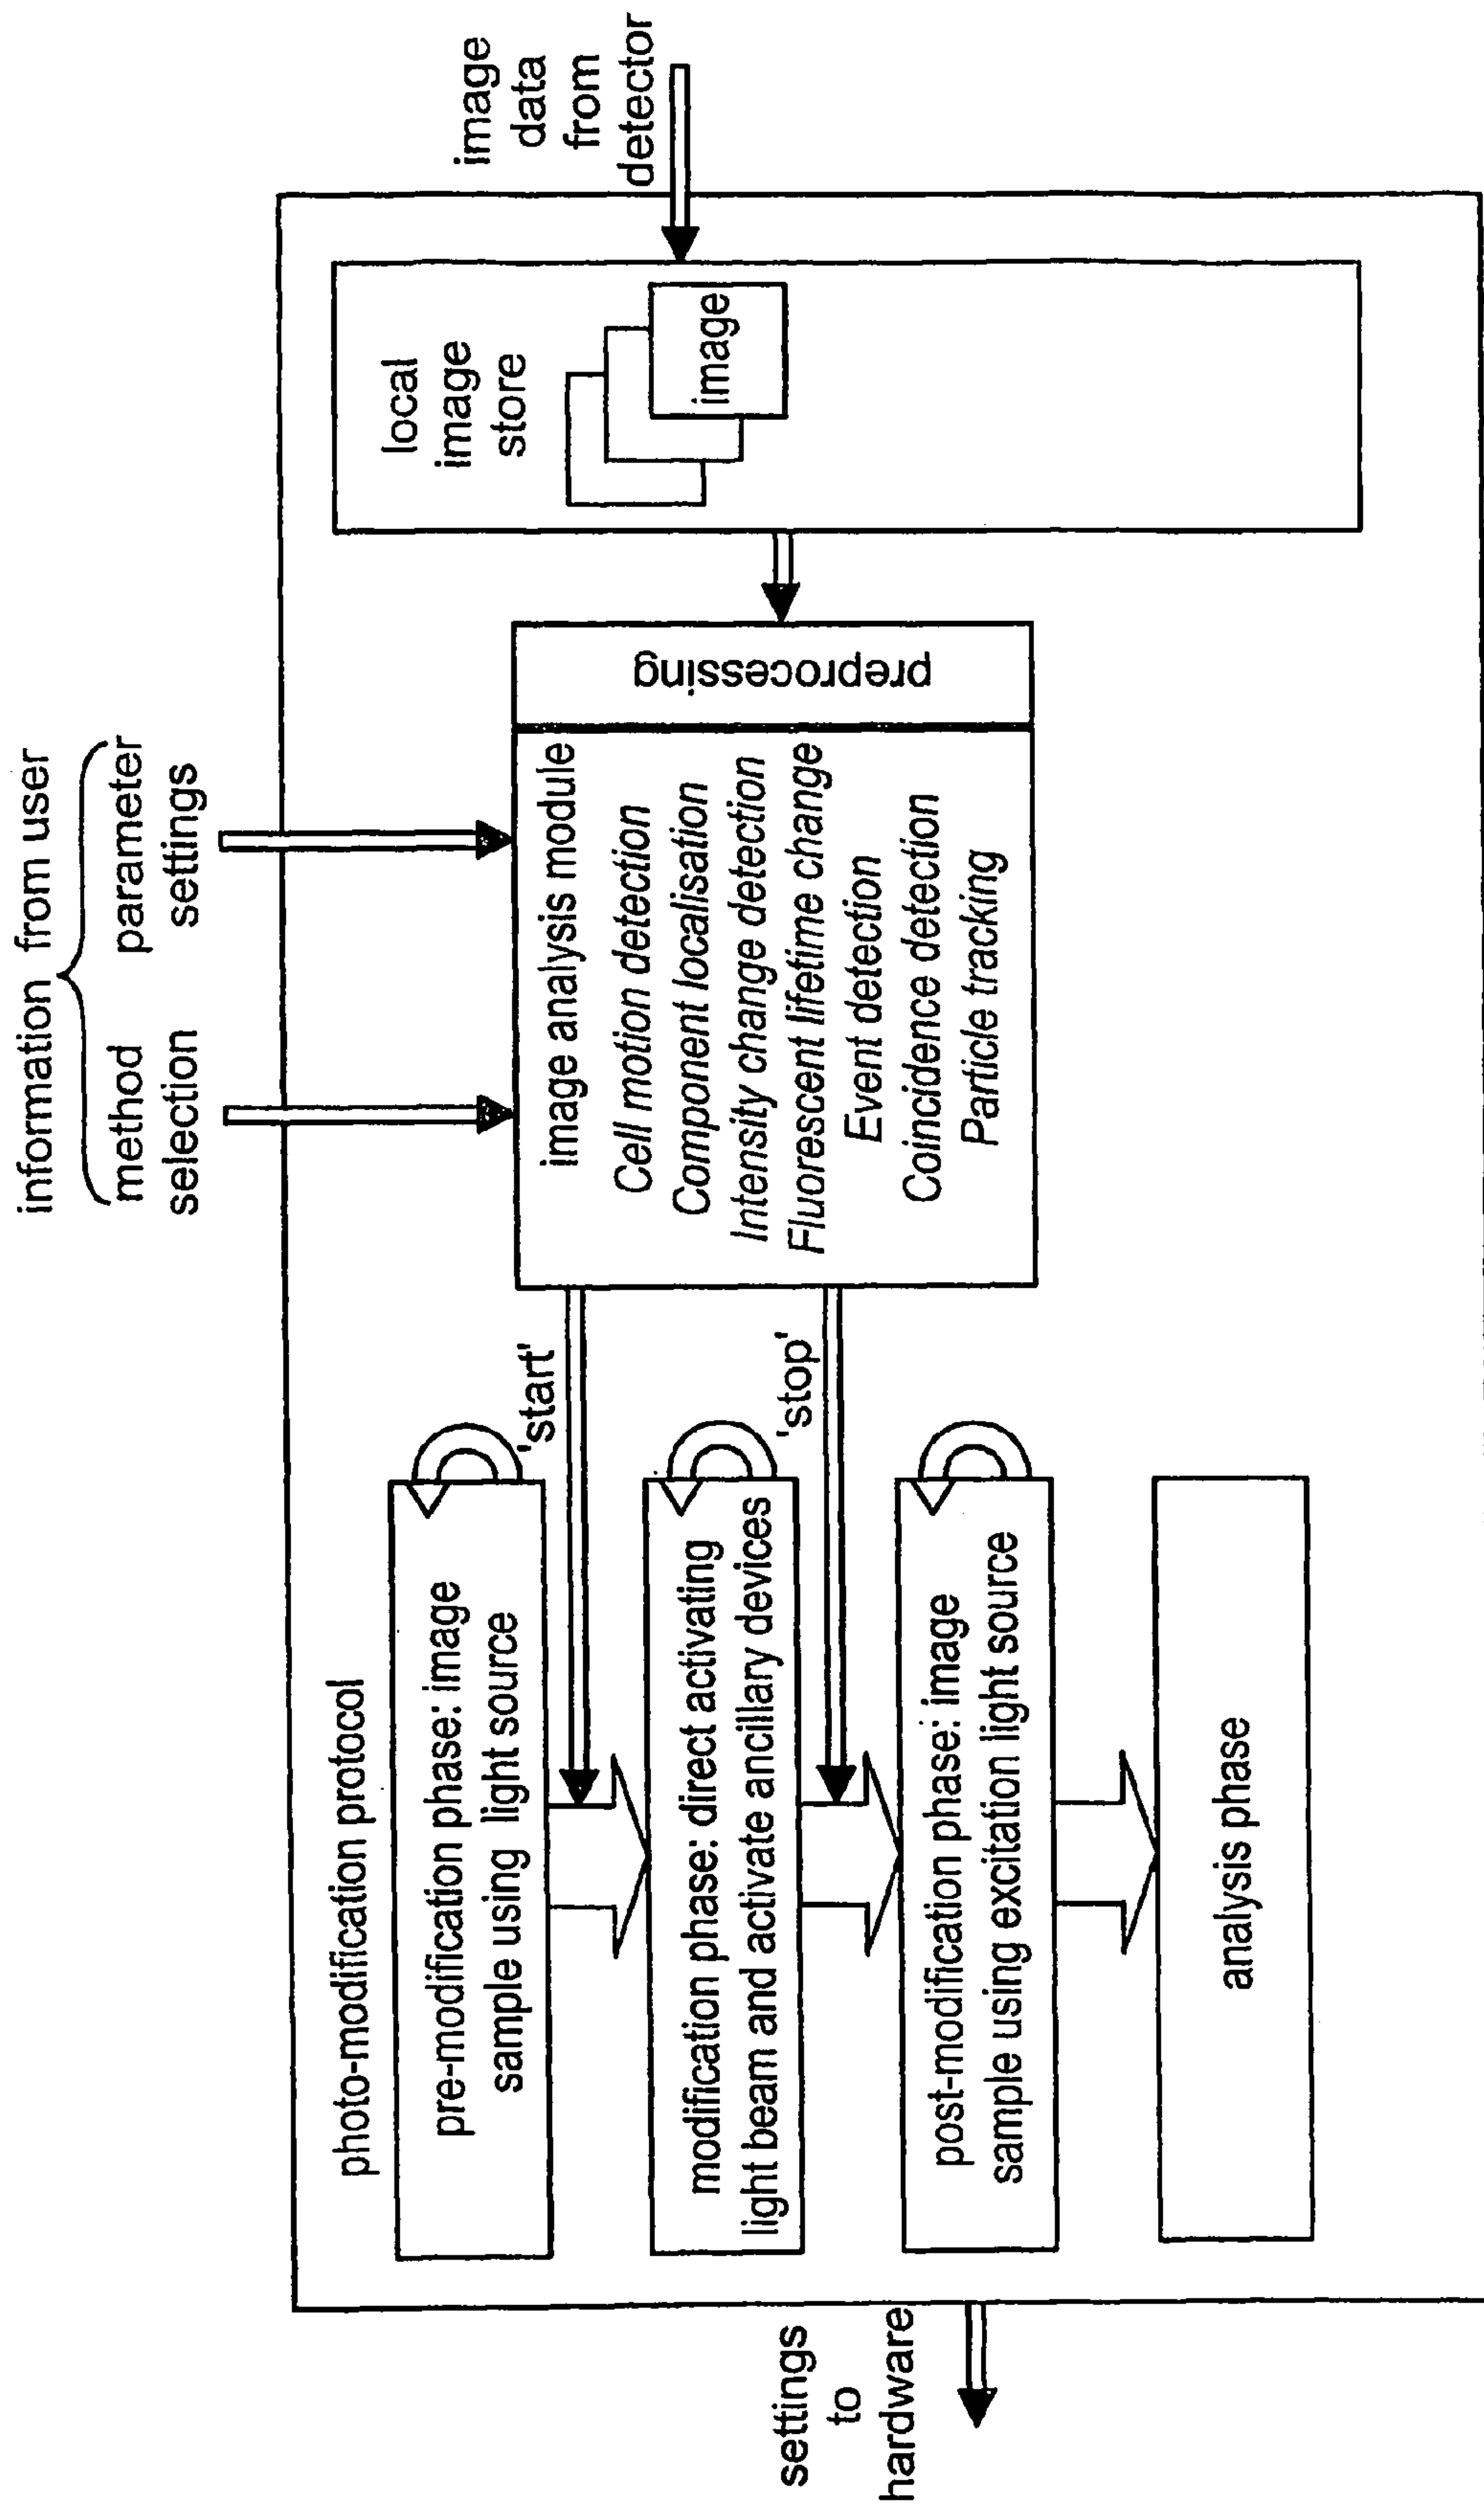 information from user
method
selection
parameter
settings
photo-modification protocol
pre-modification phase: image
sample using light source
modification phase: direct activating
light beam and activate ancillary devices
post-modification phase: image
sample using excitation light source
analysis phase
settings
to
hardware
'start'
'stop'
image analysis module
Cell motion detection
Component localisation
Intensity change detection
Fluorescent lifetime change
Event detection
Coincidence detection
Particle tracking
preprocessing
local
image
store
image
image
data
from
detector